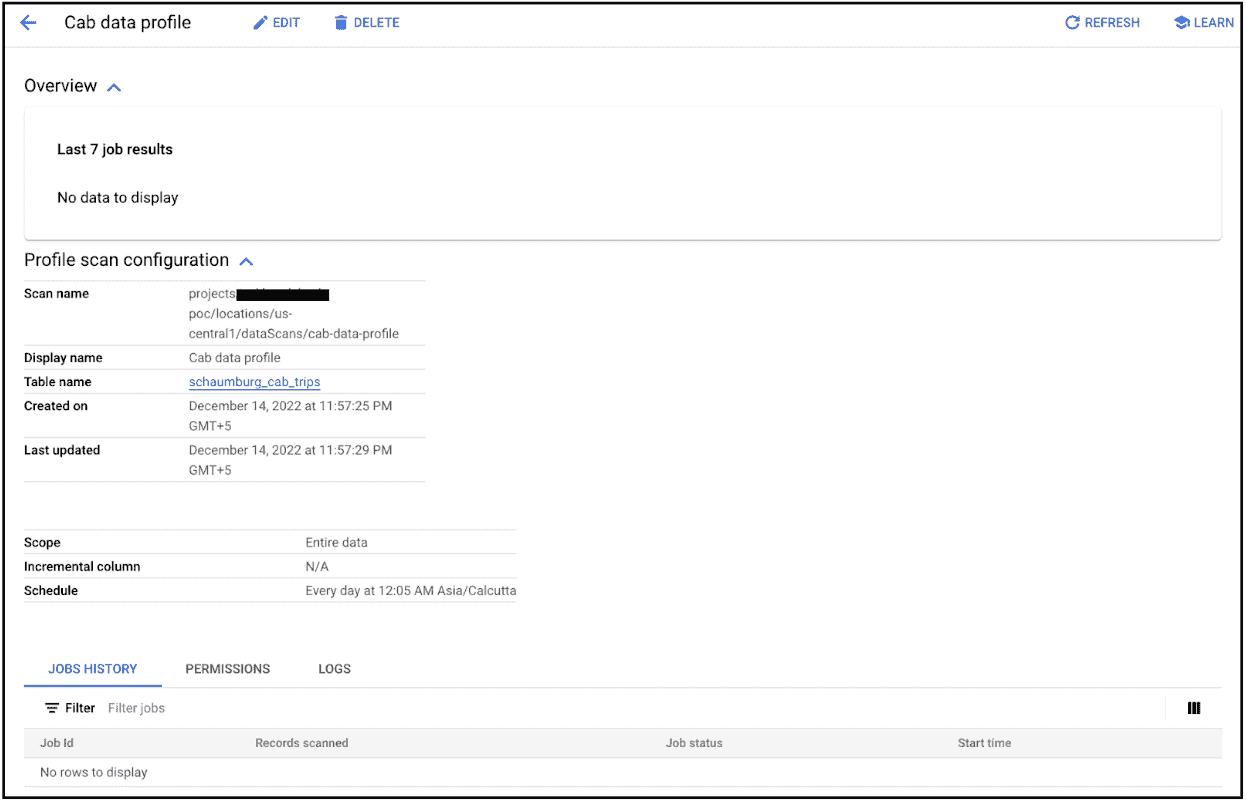 Cab data profile EDIT DELETE REFRESH LEARN
Overview
Last 7 job results
No data to display
Profile scan configuration
Scan name projects
poc/locations/us-
central1/dataScans/cab-data-profile
Display name Cab data profile
Table name schaumburg_cab_trips
Created on December 14, 2022 at 11:57:25 PM
GMT+5
Last updated December 14, 2022 at 11:57:29 PM
GMT+5
Scope Entire data
Incremental column N/A
Schedule Every day at 12:05 AM Asia/Calcutta
JOBS HISTORY PERMISSIONS LOGS
Filter Filter jobs
Job Id Records scanned Job status Start time
No rows to display